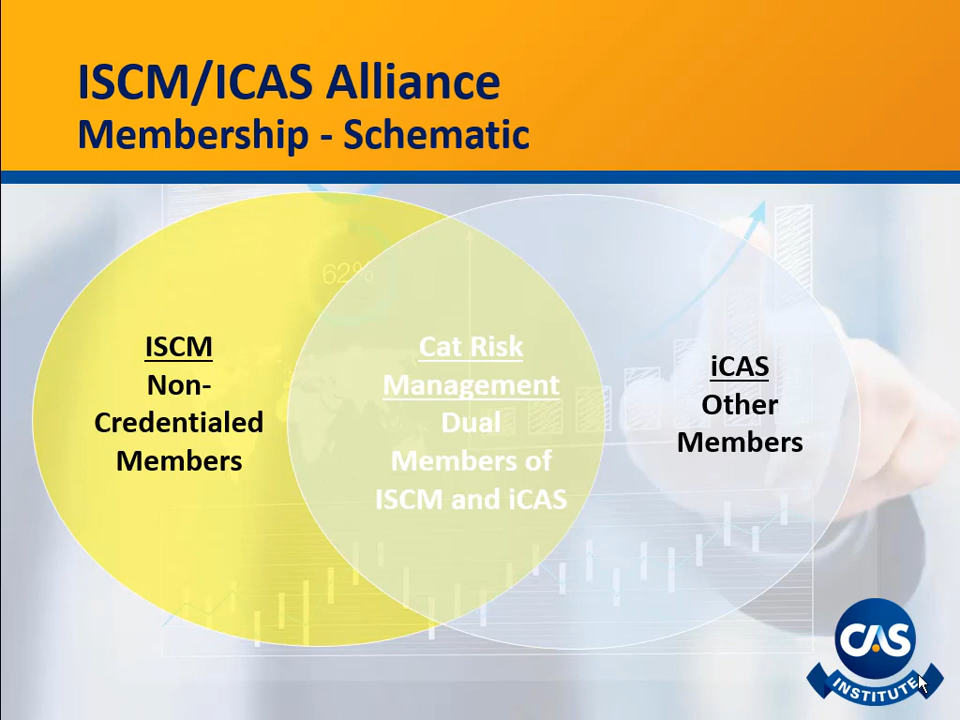 ISCM/ICAS Alliance
Membership - Schematic
62%
ISCM
Non-
Credentialed
Members
Cat Risk
Management
Dual
Members of
ISCM and iCAS
iCAS
Other
Members
CAS
INSTITUTE